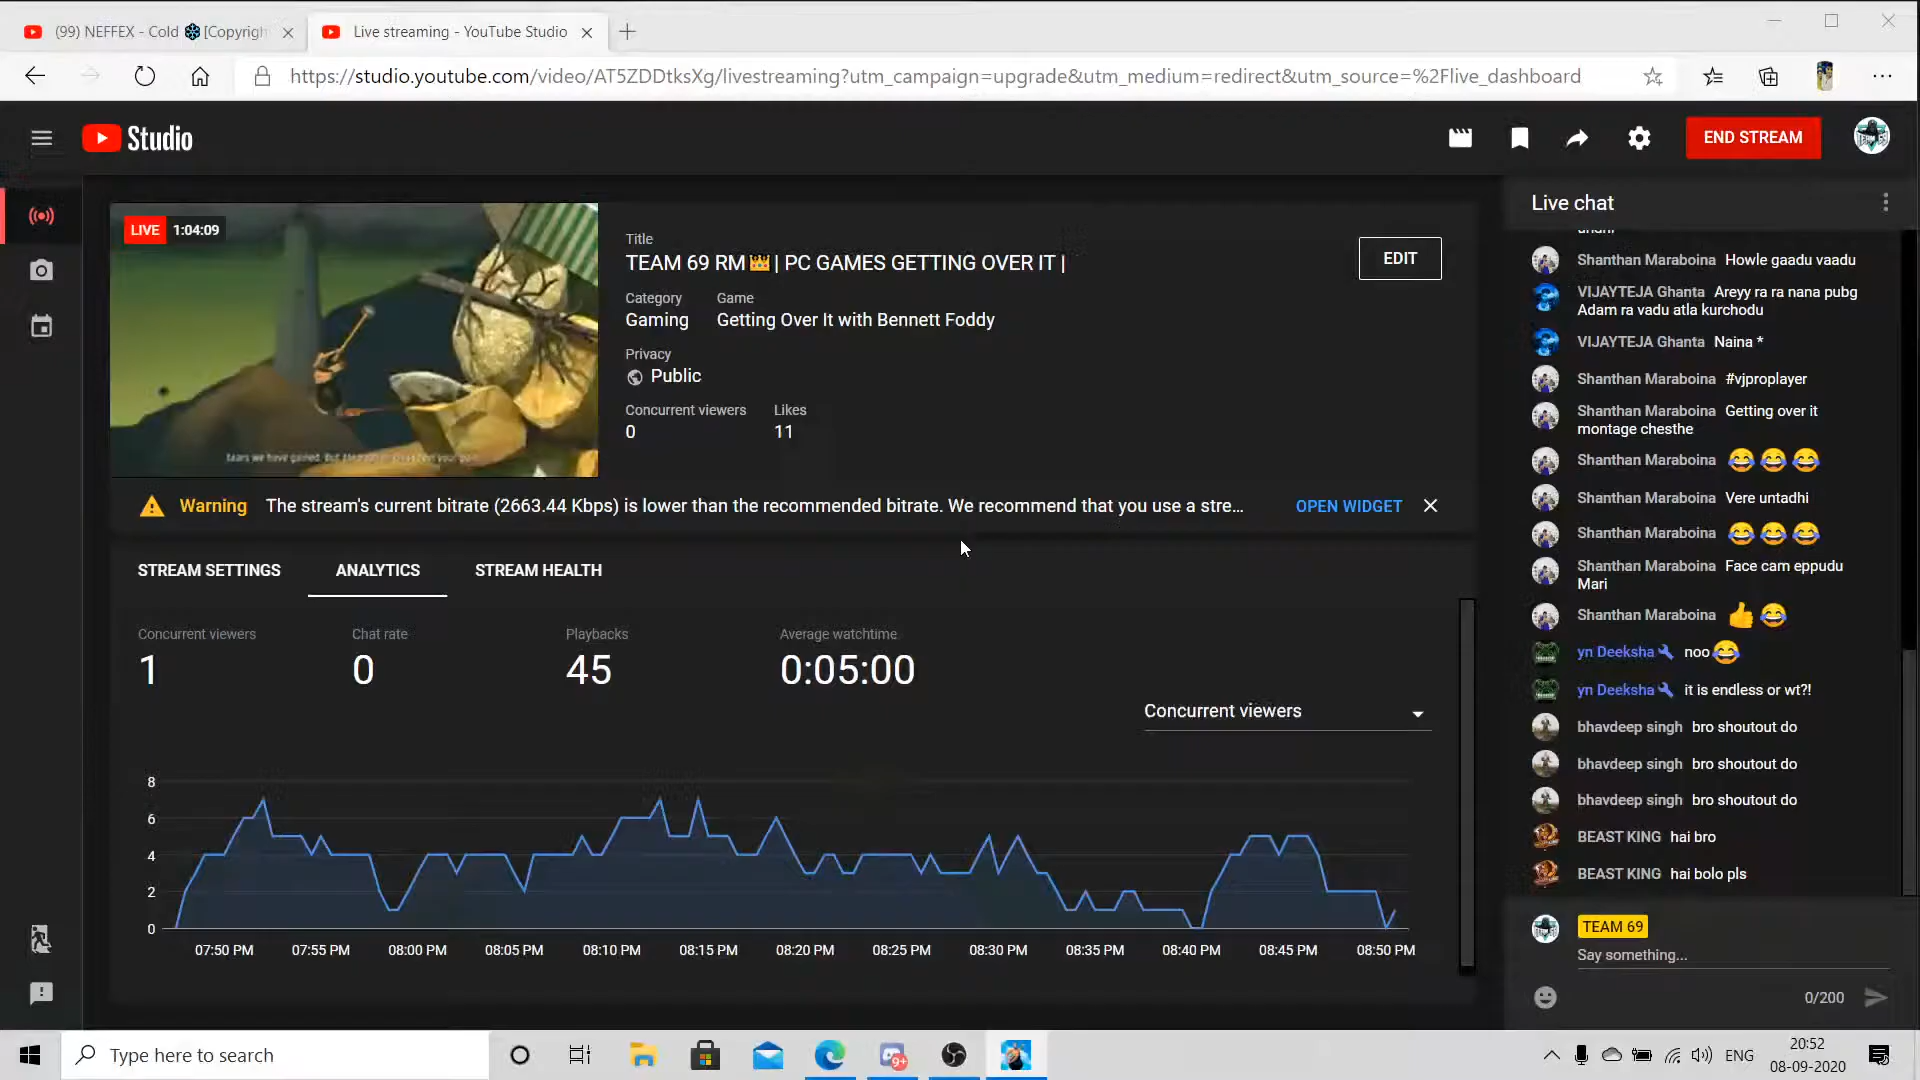 (99) NEFFEX - Cold [Copyrigh
Live streaming - YouTube Studio
https://studio.youtube.com/video/AT5ZDDtksXg/livestreaming?utm_campaign=upgrade&utm_medium=redirect&utm_source=%2Flive_dashboard
Studio
END STREAM
LIVE 1:04:09
Title
TEAM 69 RM👑| PC GAMES GETTING OVER IT |
EDIT
Category Game
Gaming Getting Over It with Bennett Foddy
Privacy
Public
Concurrent viewers Likes
0 11
Warning The stream's current bitrate (2663.44 Kbps) is lower than the recommended bitrate. We recommend that you use a stre...
OPEN WIDGET
STREAM SETTINGS ANALYTICS STREAM HEALTH
Concurrent viewers Chat rate Playbacks Average watchtime
1 0 45 0:05:00
Concurrent viewers
8
6
4
2
0
07:50 PM 07:55 PM 08:00 PM 08:05 PM 08:10 PM 08:15 PM 08:20 PM 08:25 PM 08:30 PM 08:35 PM 08:40 PM 08:45 PM 08:50 PM
Live chat
Shanthan Maraboina Howle gaadu vaadu
VIJAYTEJA Ghanta Areyy ra ra nana pubg
Adam ra vadu atla kurchodu
VIJAYTEJA Ghanta Naina *
Shanthan Maraboina #vjproplayer
Shanthan Maraboina Getting over it
montage chesthe
Shanthan Maraboina 😂😂😂
Shanthan Maraboina Vere untadhi
Shanthan Maraboina 😂😂😂
Shanthan Maraboina Face cam eppudu
Mari
Shanthan Maraboina 👍😂
yn Deeksha noo😂
yn Deeksha it is endless or wt?!
bhavdeep singh bro shoutout do
bhavdeep singh bro shoutout do
bhavdeep singh bro shoutout do
BEAST KING hai bro
BEAST KING hai bolo pls
TEAM 69
Say something...
0/200
Type here to search
9+
ENG
20:52
08-09-2020